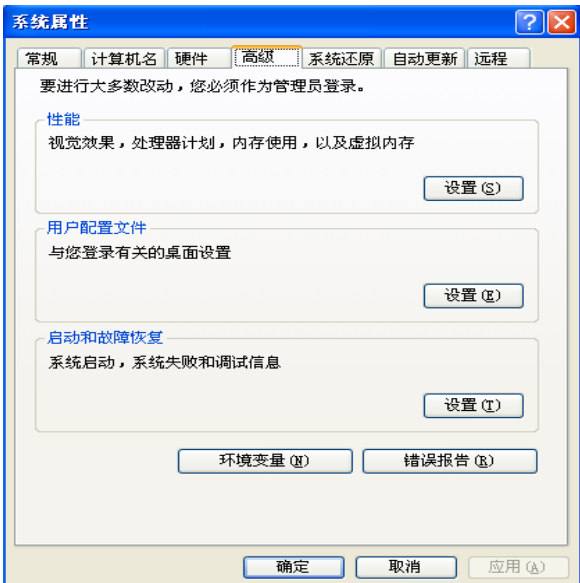 系统属性
常规 计算机名 硬件 高级 系统还原 自动更新 远程
要进行大多数改动，您必须作为管理员登录。
性能
视觉效果，处理器计划，内存使用，以及虚拟内存
设置(S)
用户配置文件
与您登录有关的桌面设置
设置(E)
启动和故障恢复
系统启动，系统失败和调试信息
设置(T)
环境变量(N) 错误报告(R)
确定 取消 应用(A)